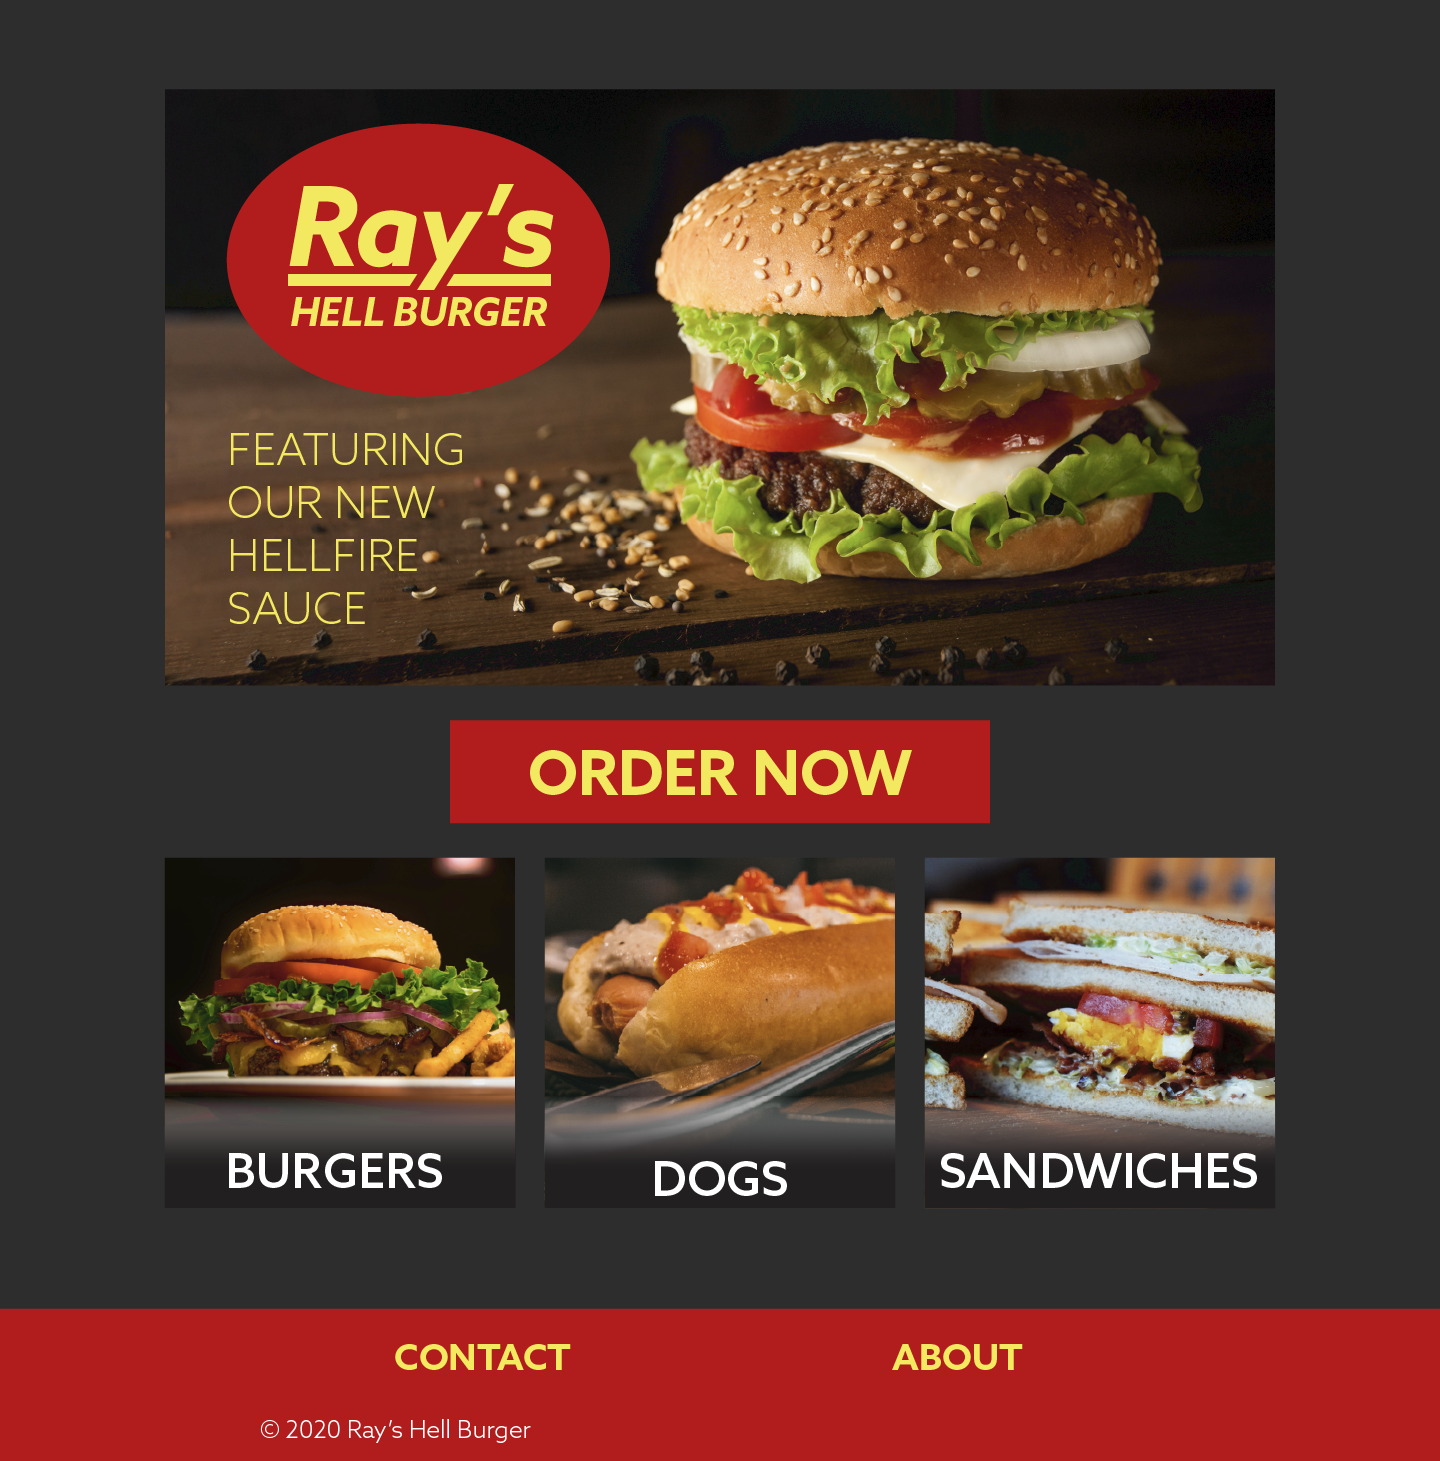 Ray's
HELL BURGER
FEATURING
OUR NEW
HELLFIRE
SAUCE
ORDER NOW
BURGERS
DOGS
SANDWICHES
CONTACT
ABOUT
© 2020 Ray's Hell Burger